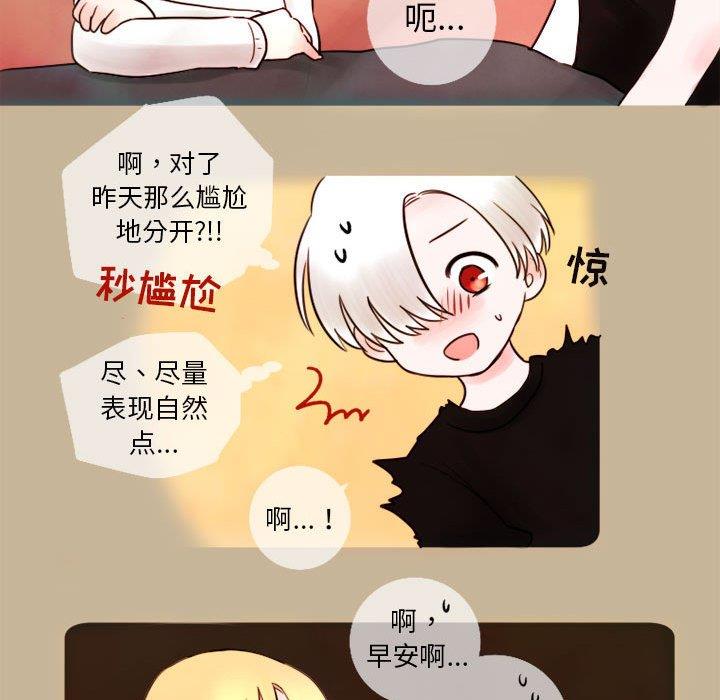 呃...
啊，对了
昨天那么尴尬
地分开?!!
秒尴尬
惊
尽、尽量
表现自然
点...
啊...！
啊，
早安啊...